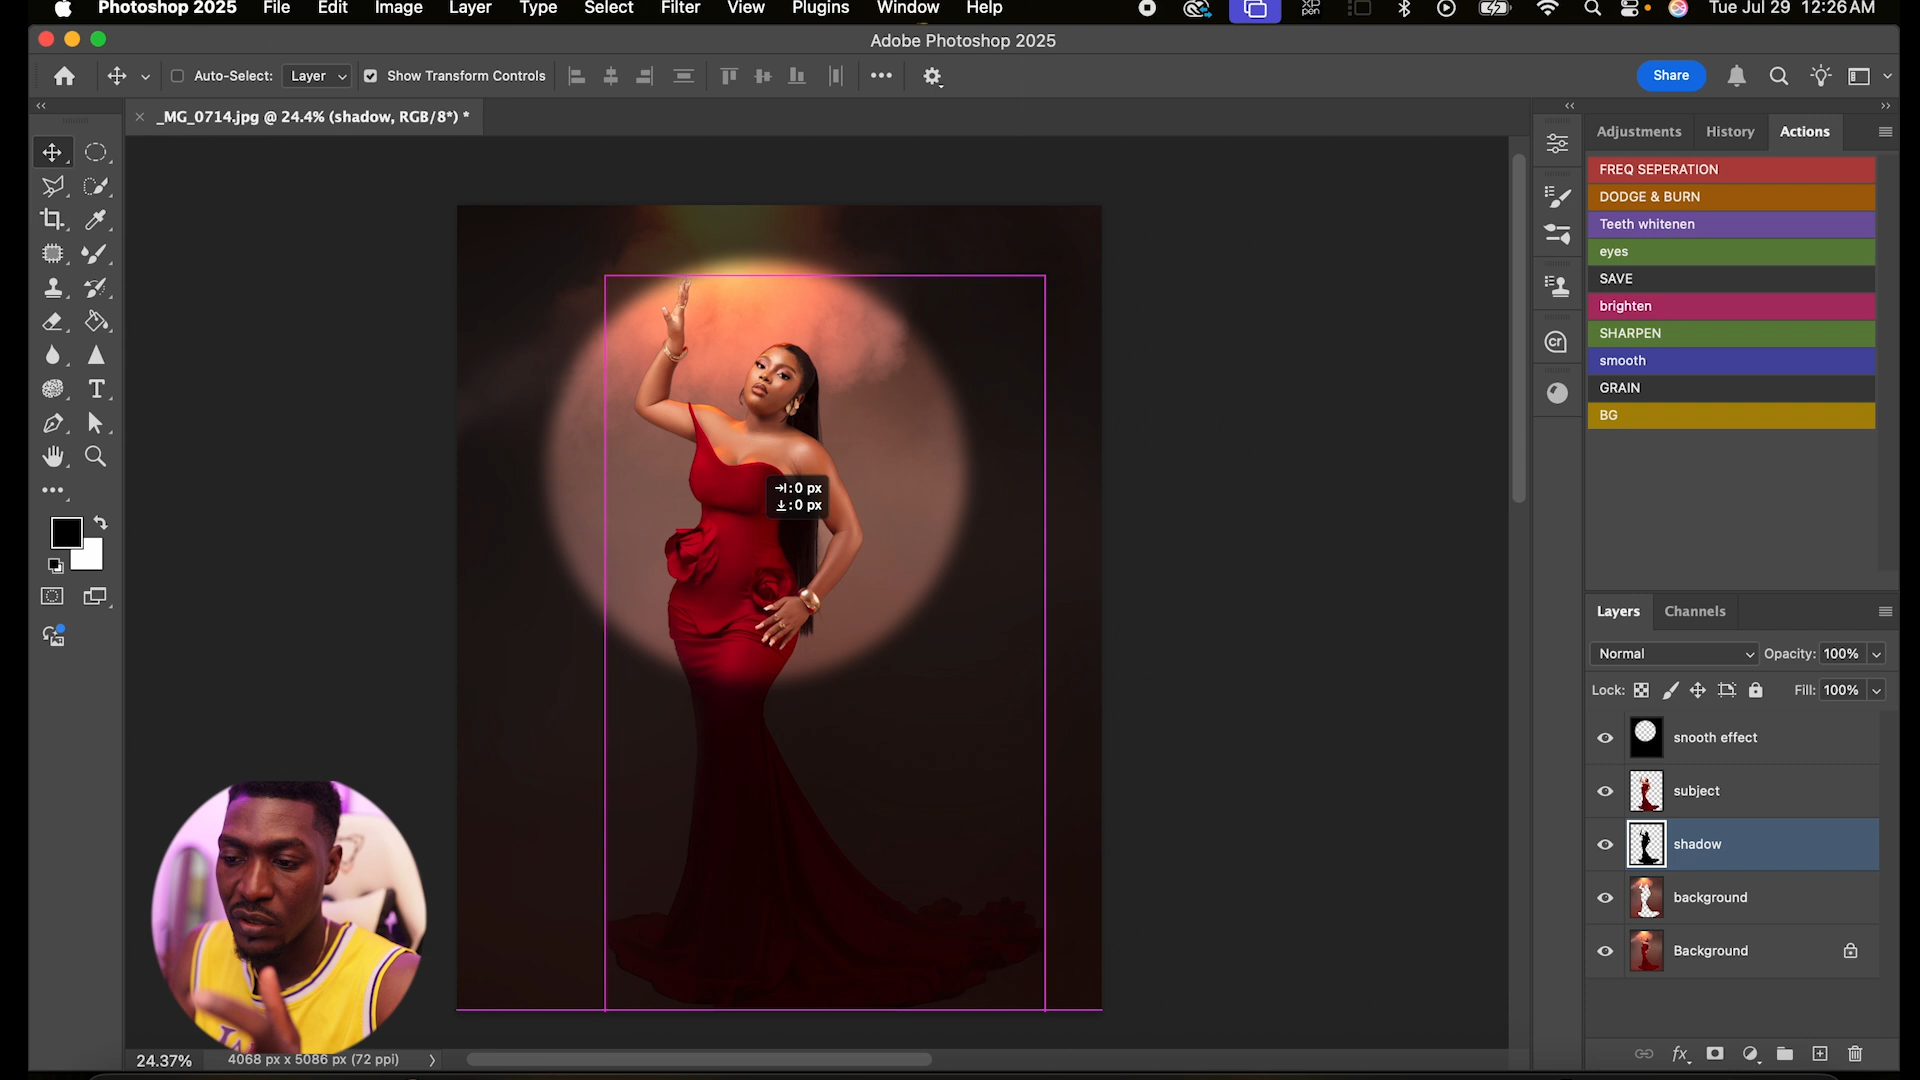 Photoshop 2025 File Edit Image Layer Type Select Filter View Plugins Window Help Tue Jul 29 12:26 AM
Adobe Photoshop 2025
Auto-Select: Layer Show Transform Controls Share
_MG_0714.jpg @ 24.4% (shadow, RGB/8*) *
Adjustments History Actions
FREQ SEPERATION
DODGE & BURN
Teeth whitenen
eyes
SAVE
brighten
SHARPEN
smooth
GRAIN
BG
:0 px
:0 px
Layers Channels
Normal Opacity: 100%
Lock: Fill: 100%
snooth effect
subject
shadow
background
Background
24.37% 4068 px x 5086 px (72 ppi)